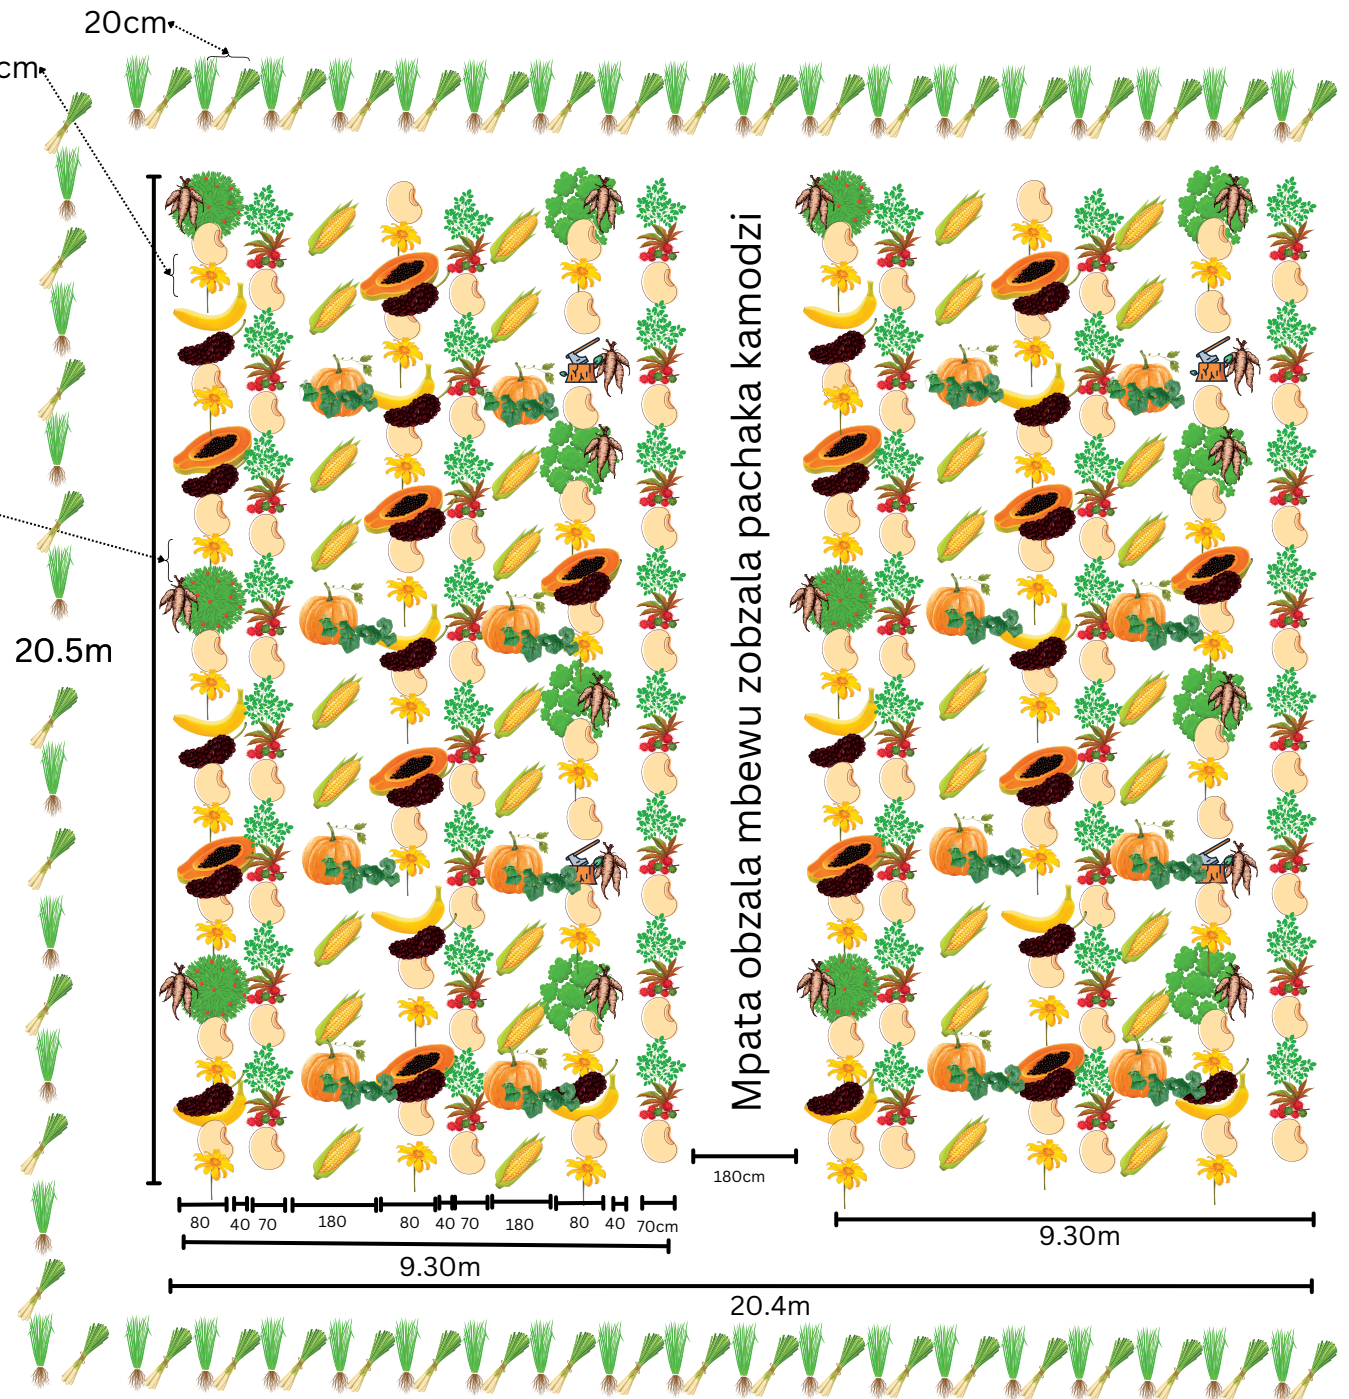 20cm
cm
20.5m
Mpata obzala mbewu zobzala pachaka kamodzi
180cm
80 40 70 180 80 40 70 180 80 40 70cm
9.30m
9.30m
20.4m